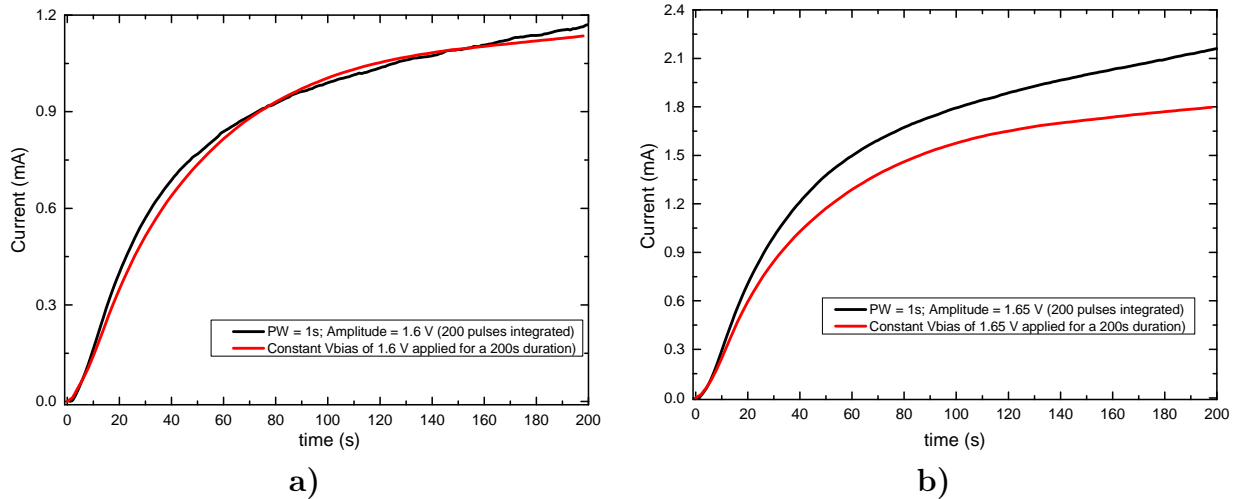 1.2
0.9
0.6
0.3
0.0
Current (mA)
PW = 1s; Amplitude = 1.6 V (200 pulses integrated)
Constant Vbias of 1.6 V applied for a 200s duration)
0 20 40 60 80 100 120 140 160 180 200
time (s)
a)
2.4
2.1
1.8
1.5
1.2
0.9
0.6
0.3
0.0
Current (mA)
PW = 1s; Amplitude = 1.65 V (200 pulses integrated)
Constant Vbias of 1.65 V applied for a 200s duration)
0 20 40 60 80 100 120 140 160 180 200
time (s)
b)